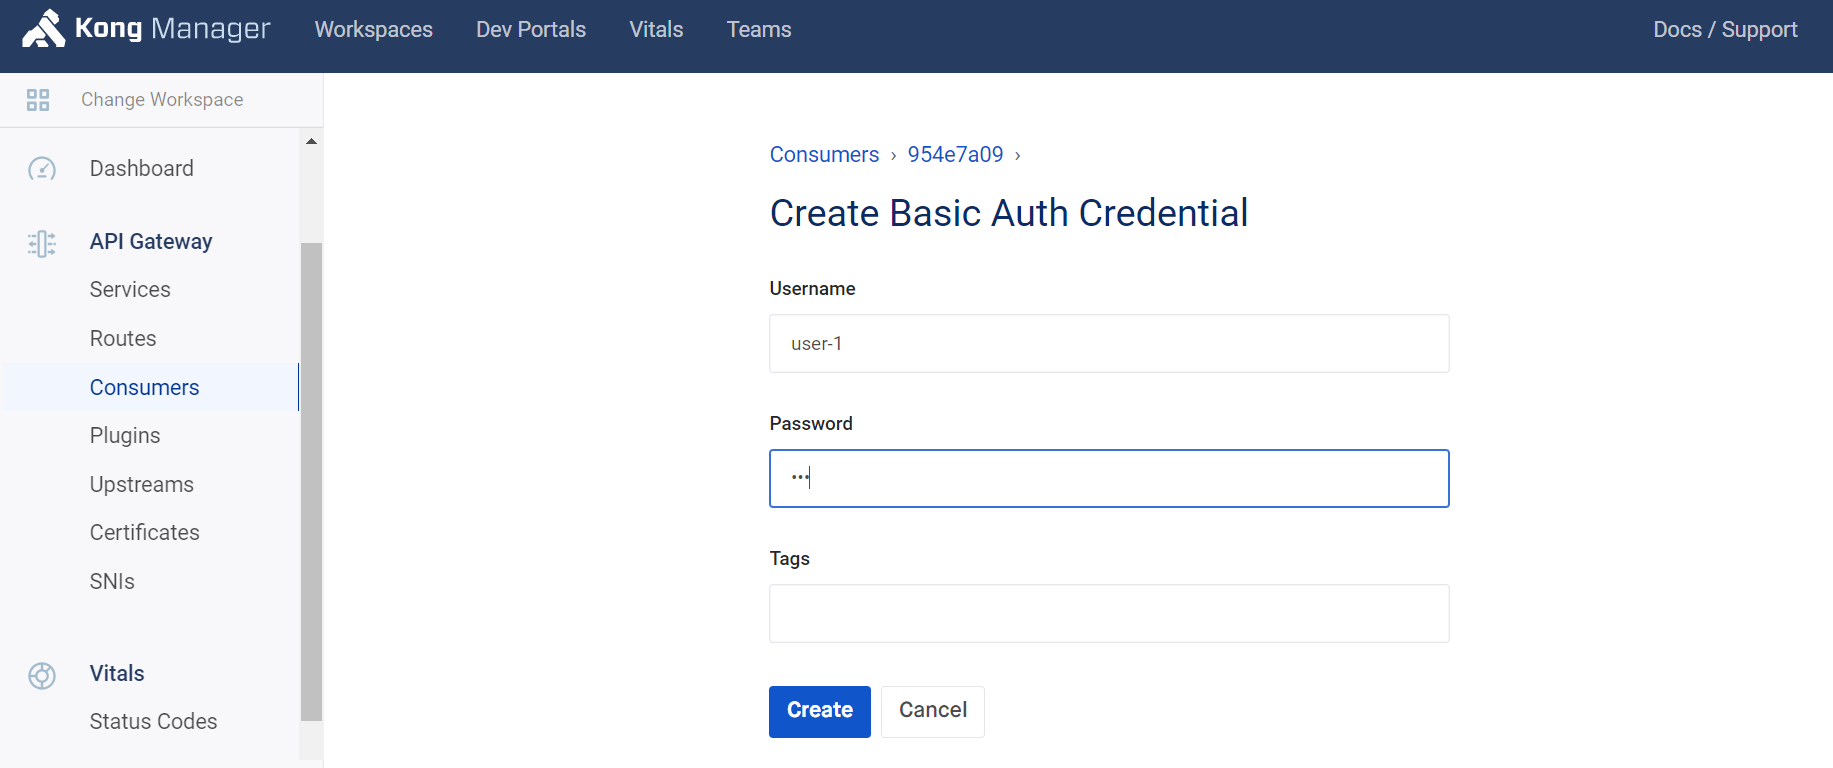 Kong Manager Workspaces Dev Portals Vitals Teams Docs / Support
Change Workspace
Dashboard
API Gateway
Services
Routes
Consumers
Plugins
Upstreams
Certificates
SNIs
Vitals
Status Codes
Consumers › 954e7a09 ›
Create Basic Auth Credential
Username
user-1
Password
•••
Tags
Create Cancel